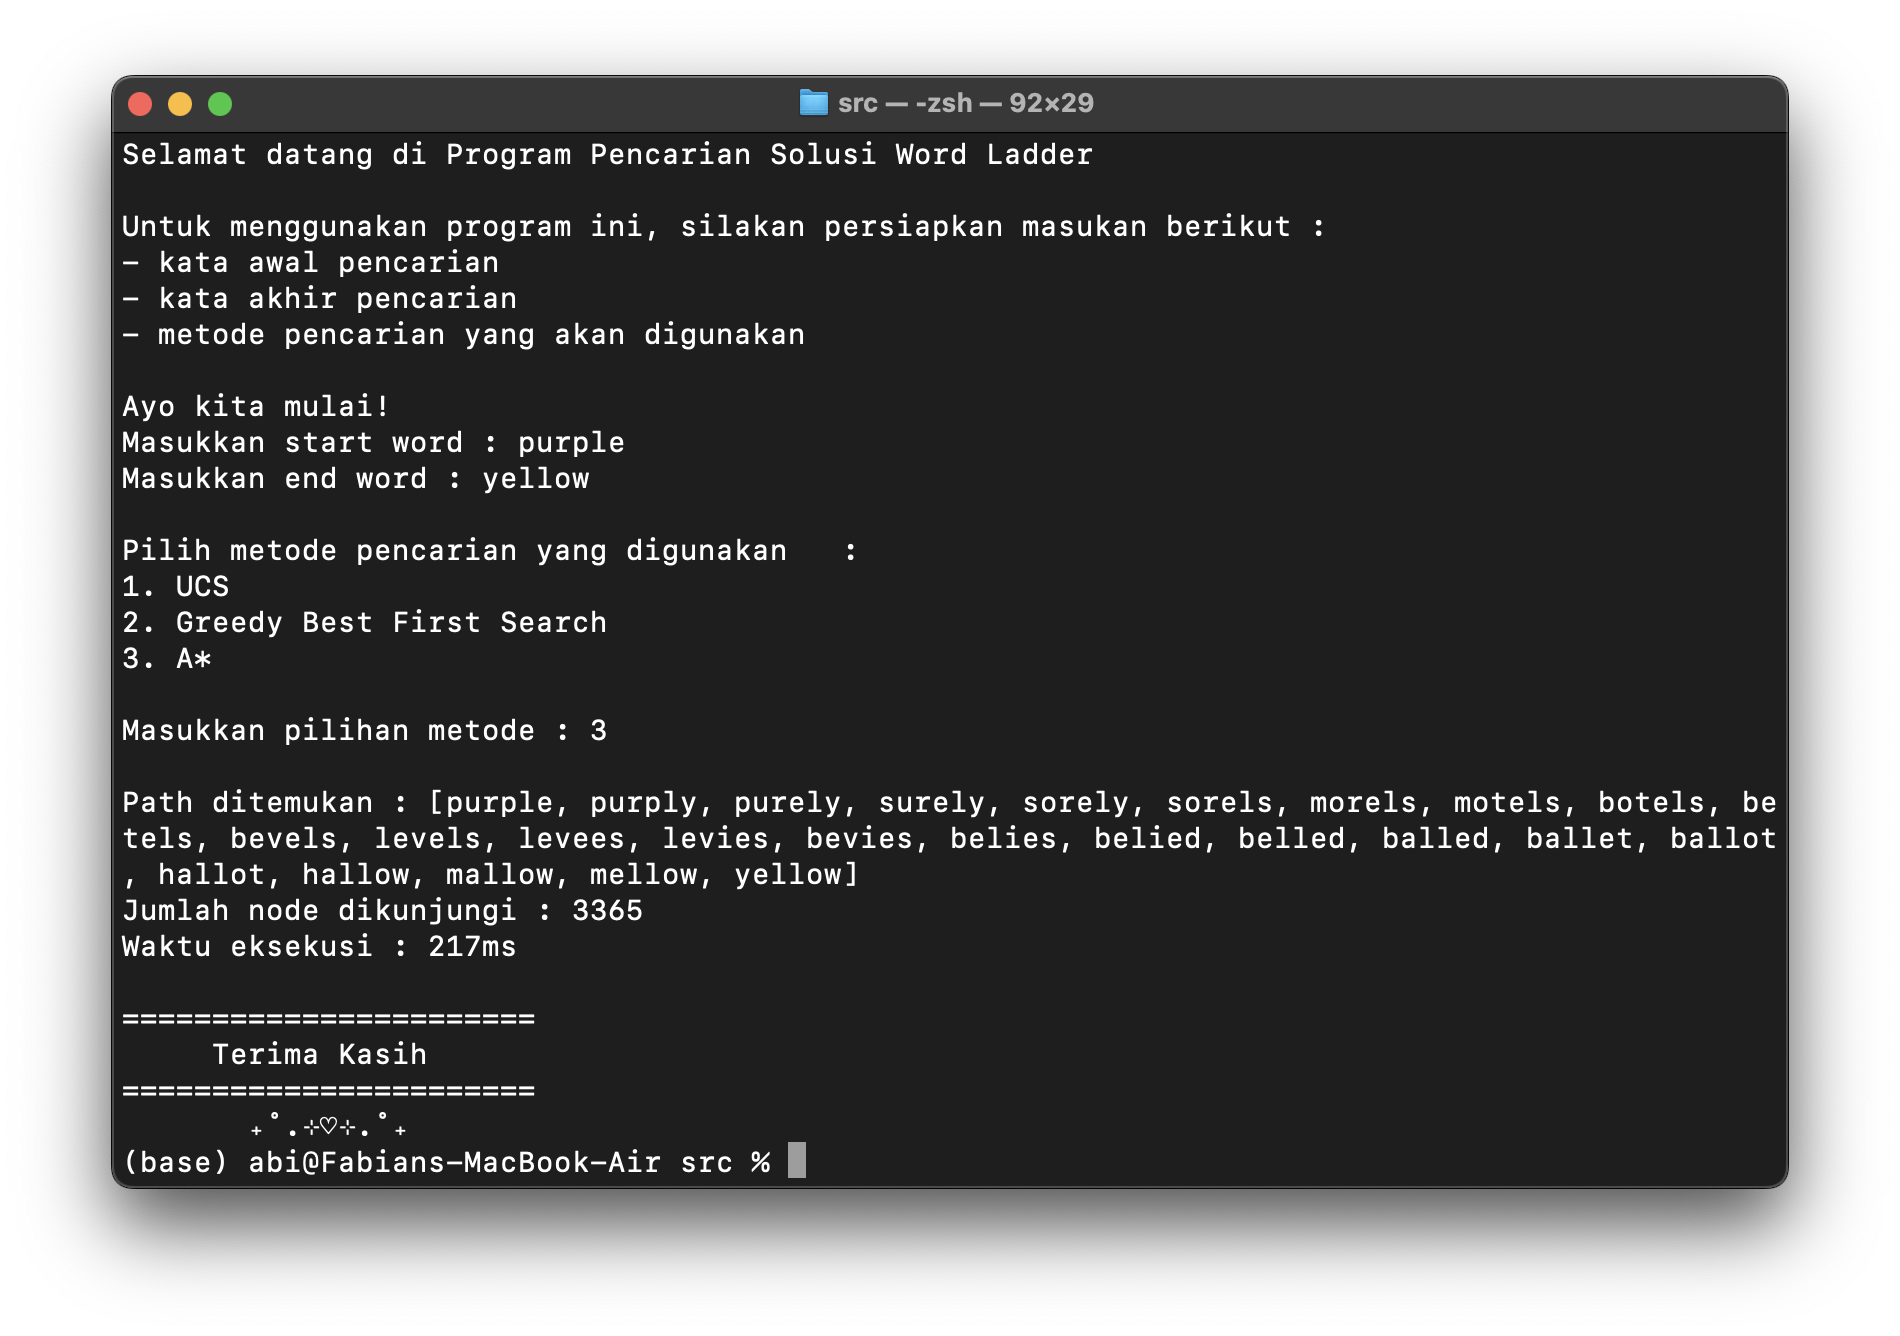 src — -zsh — 92×29
Selamat datang di Program Pencarian Solusi Word Ladder
Untuk menggunakan program ini, silakan persiapkan masukan berikut :
- kata awal pencarian
- kata akhir pencarian
- metode pencarian yang akan digunakan
Ayo kita mulai!
Masukkan start word : purple
Masukkan end word : yellow
Pilih metode pencarian yang digunakan   :
1. UCS
2. Greedy Best First Search
3. A*
Masukkan pilihan metode : 3
Path ditemukan : [purple, purply, purely, surely, sorely, sorels, morels, motels, botels, be
tels, bevels, levels, levees, levies, bevies, belies, belied, belled, balled, ballet, ballot
, hallot, hallow, mallow, mellow, yellow]
Jumlah node dikunjungi : 3365
Waktu eksekusi : 217ms
=======================
Terima Kasih
=======================
₊˚.⊹♡⊹.˚₊
(base) abi@Fabians-MacBook-Air src %